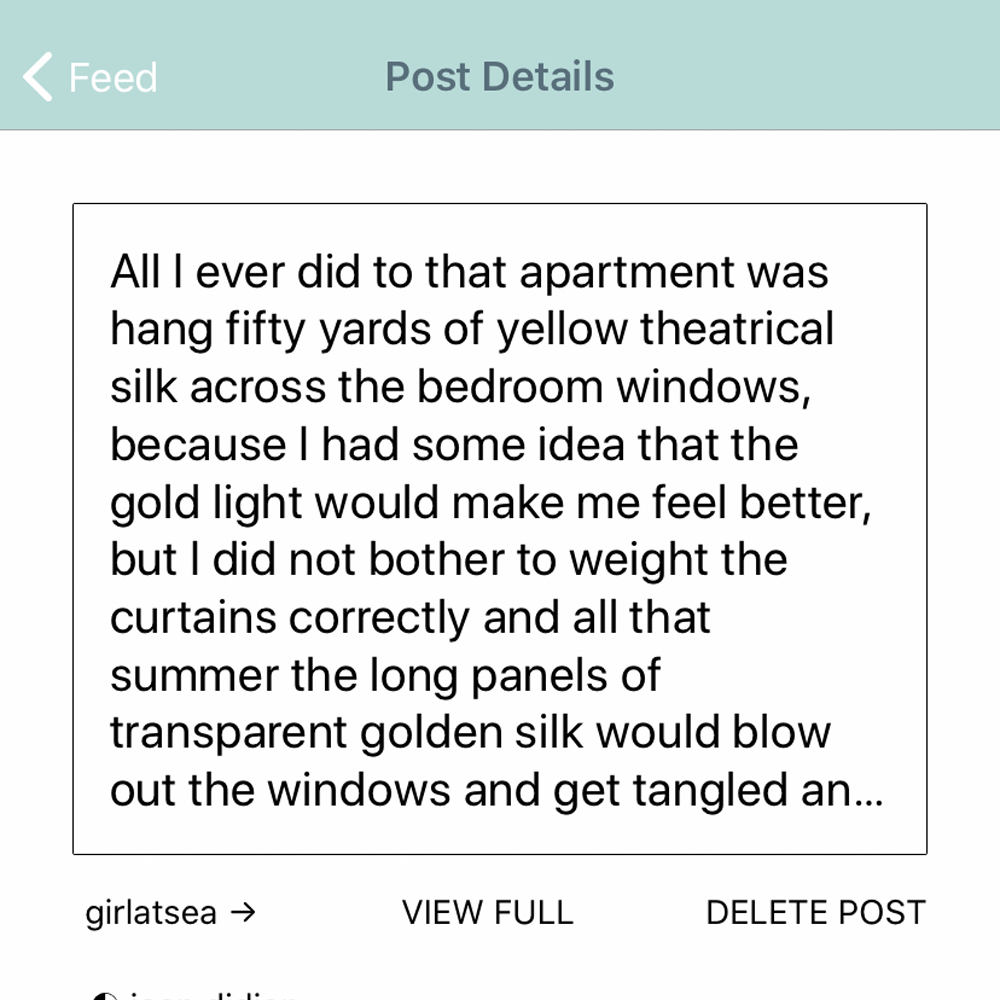 Feed
Post Details
All I ever did to that apartment was
hang fifty yards of yellow theatrical
silk across the bedroom windows,
because I had some idea that the
gold light would make me feel better,
but I did not bother to weight the
curtains correctly and all that
summer the long panels of
transparent golden silk would blow
out the windows and get tangled an...
girlatsea →
VIEW FULL
DELETE POST